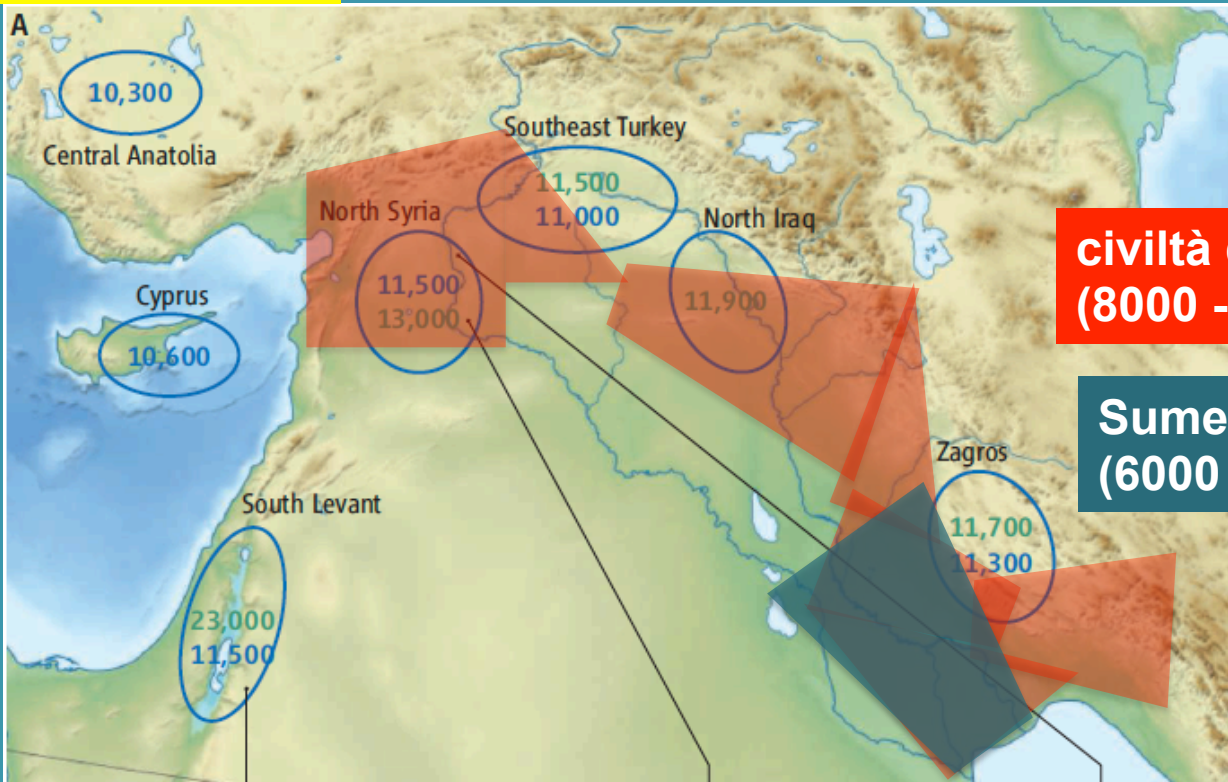 A
10,300
Central Anatolia
Southeast Turkey
11,500
11,000
North Syria
North Iraq
11,500
13,000
11,900
civiltà
(8000 -
Cyprus
10,600
Sume
(6000
Zagros
11,700
11,300
South Levant
23,000
11,500